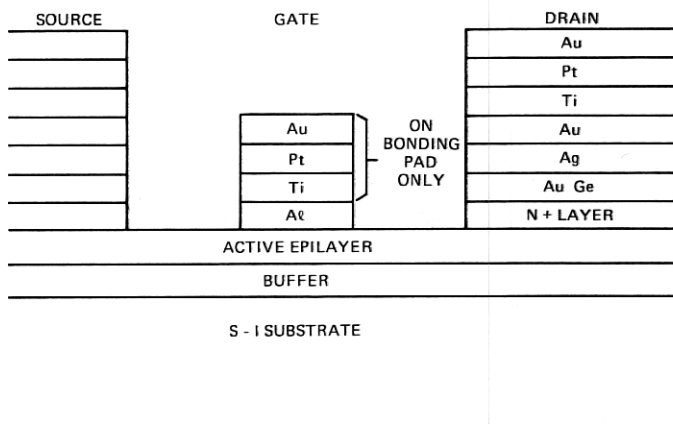 SOURCE
GATE
DRAIN
Au
Pt
Ti
Au
Ag
Au Ge
N + LAYER
Au
Pt
Ti
Aℓ
ON
BONDING
PAD
ONLY
ACTIVE EPILAYER
BUFFER
S - I SUBSTRATE